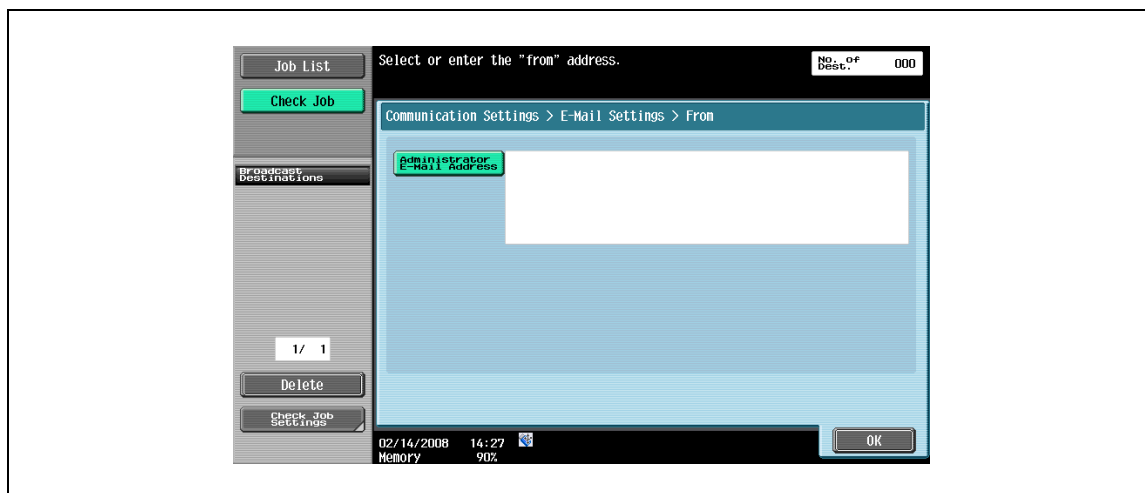 Job List
Select or enter the "from" address.
No. of
Dest.
000
Check Job
Communication Settings > E-Mail Settings > From
Administrator
E-Mail Address
Broadcast
Destinations
1/ 1
Delete
Check Job
Settings
02/14/2008 14:27
Memory 90%
OK